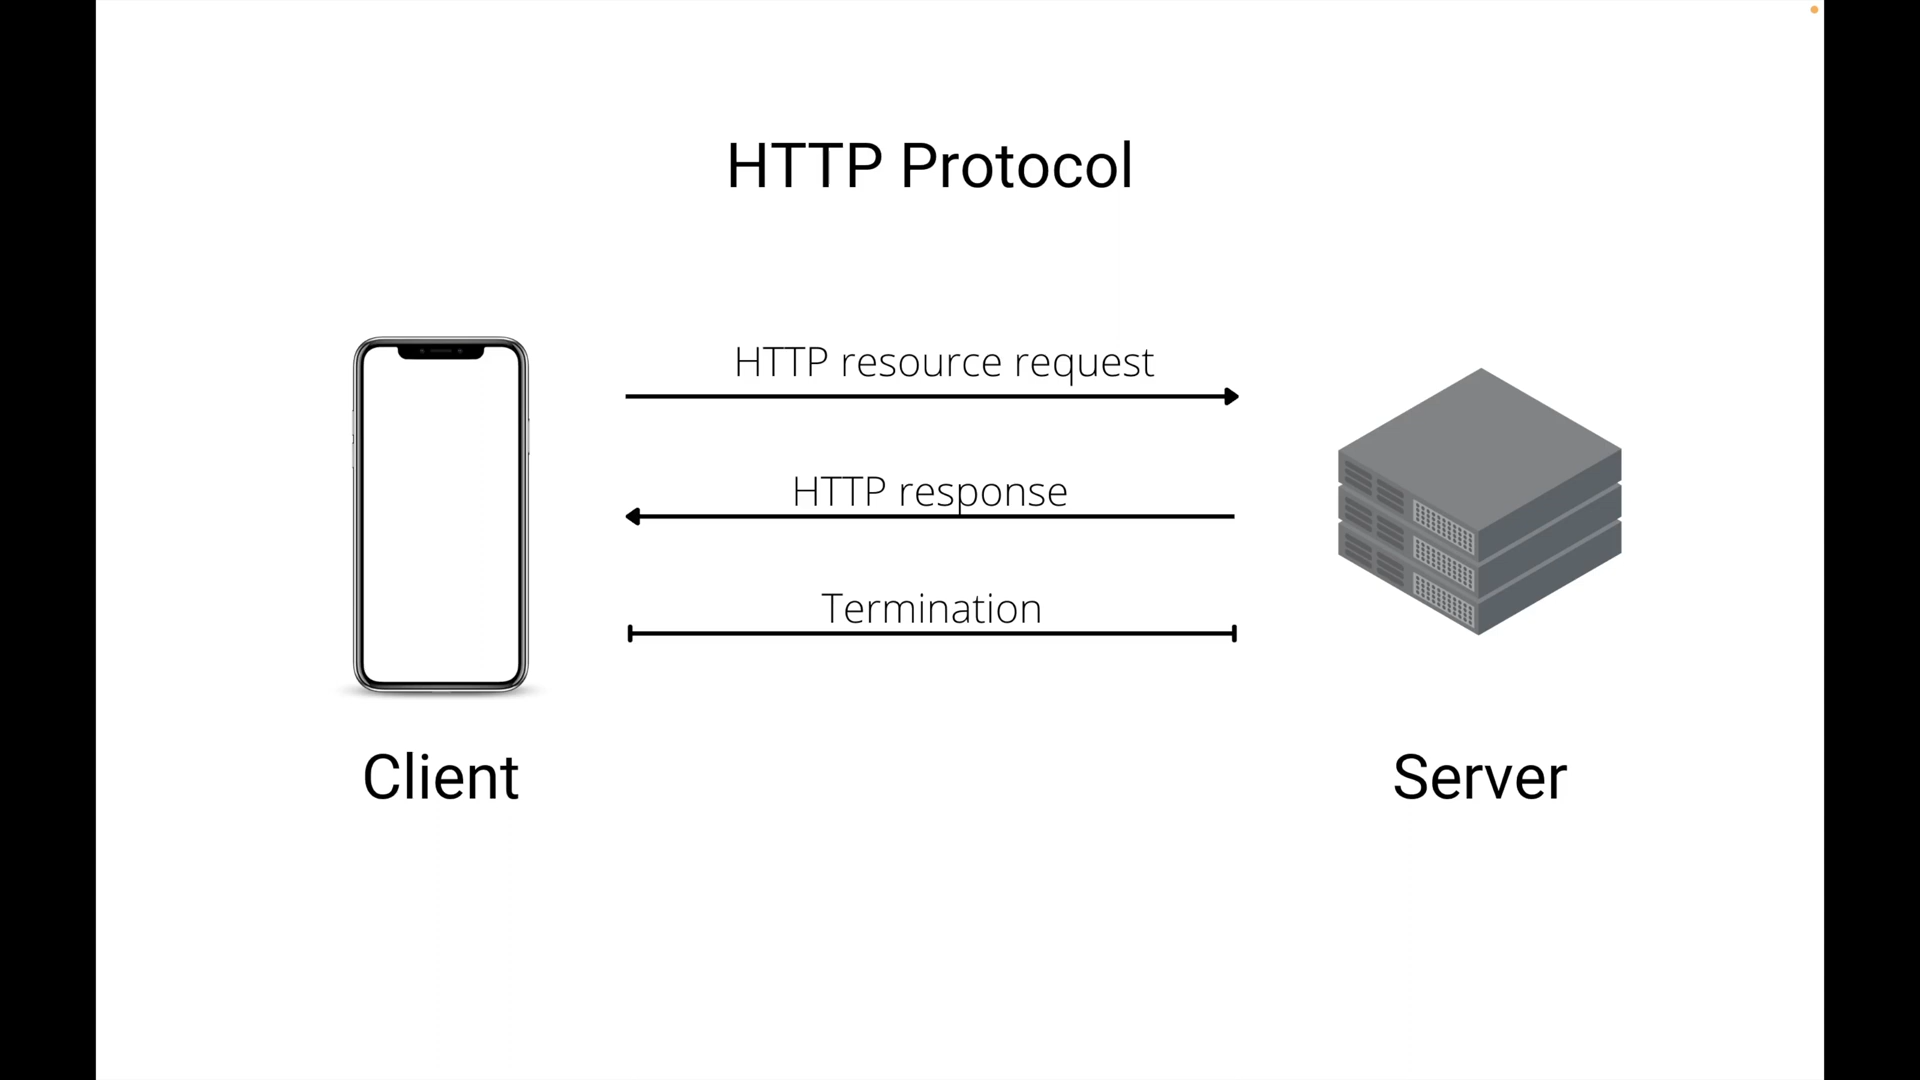 HTTP Protocol
HTTP resource request
HTTP response
Termination
Client
Server